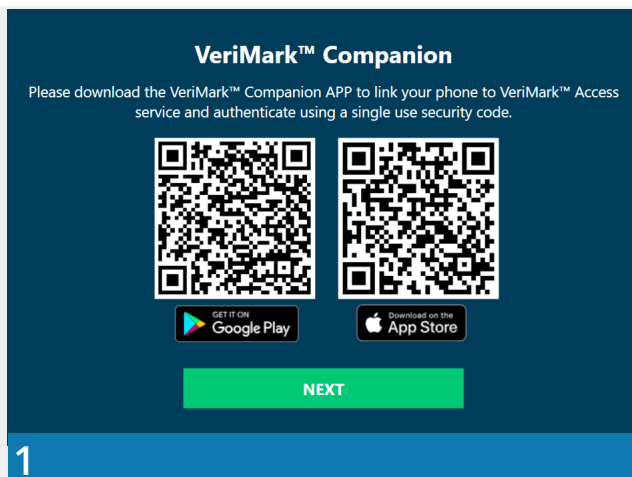 VeriMark™ Companion
Please download the VeriMark™ Companion APP to link your phone to VeriMark™ Access
service and authenticate using a single use security code.
GET IT ON
Google Play
Download on the
App Store
NEXT
1